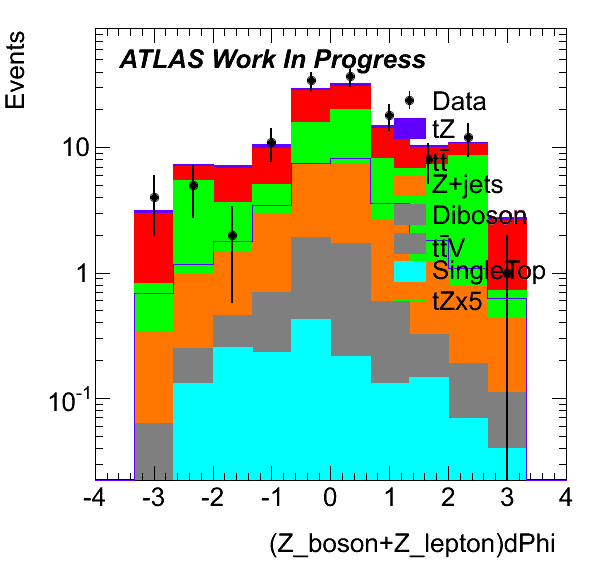 Events
ATLAS Work In Progress
Data
tZ
tt̄
Z+jets
Diboson
tt̄V
SingleTop
tZx5
10
1
10⁻¹
-4 -3 -2 -1 0 1 2 3 4
(Z_boson+Z_lepton)dPhi